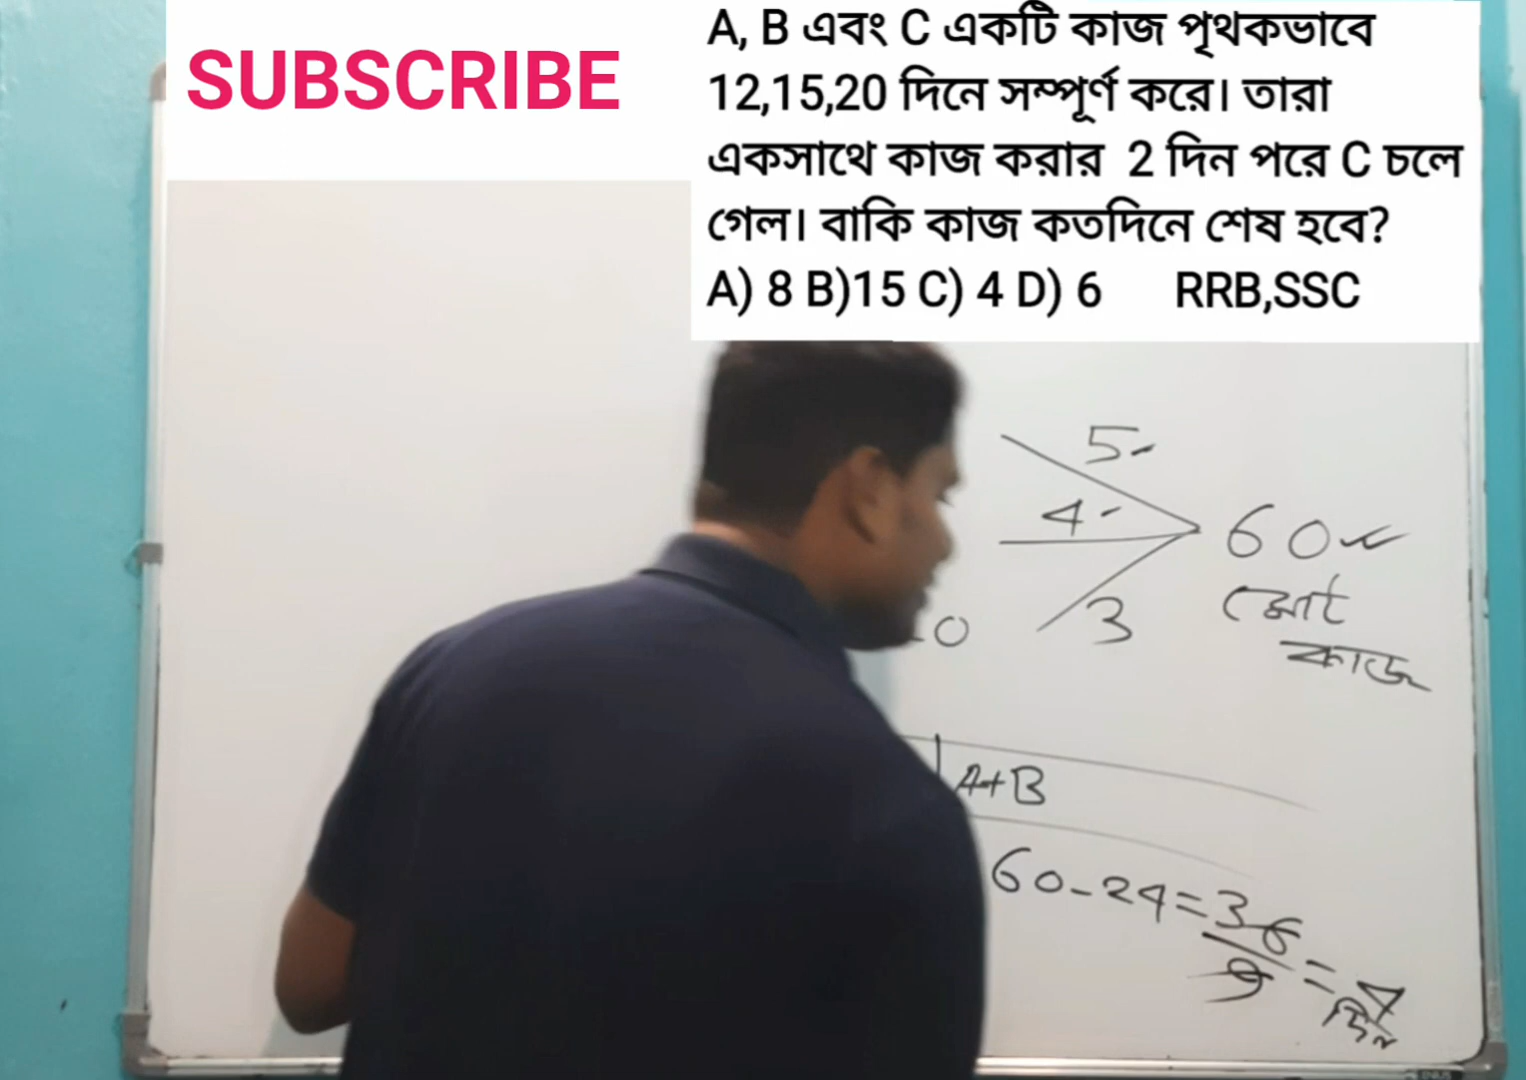 SUBSCRIBE
A, B এবং C একটি কাজ পৃথকভাবে
12,15,20 দিনে সম্পূর্ণ করে। তারা
একসাথে কাজ করার 2 দিন পরে C চলে
গেল। বাকি কাজ কতদিনে শেষ হবে?
A) 8 B)15 C) 4 D) 6 RRB,SSC
5
4
60
মোট
কাজ
3
0
A+B
60-24=36
9
=4
দিন